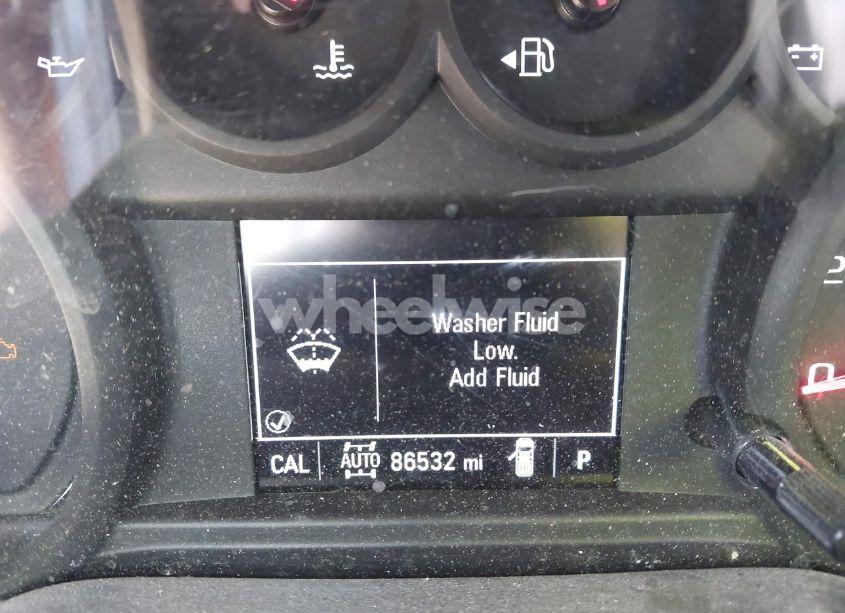 wheelwise
Washer Fluid
Low.
Add Fluid
CAL AUTO 86532 mi P